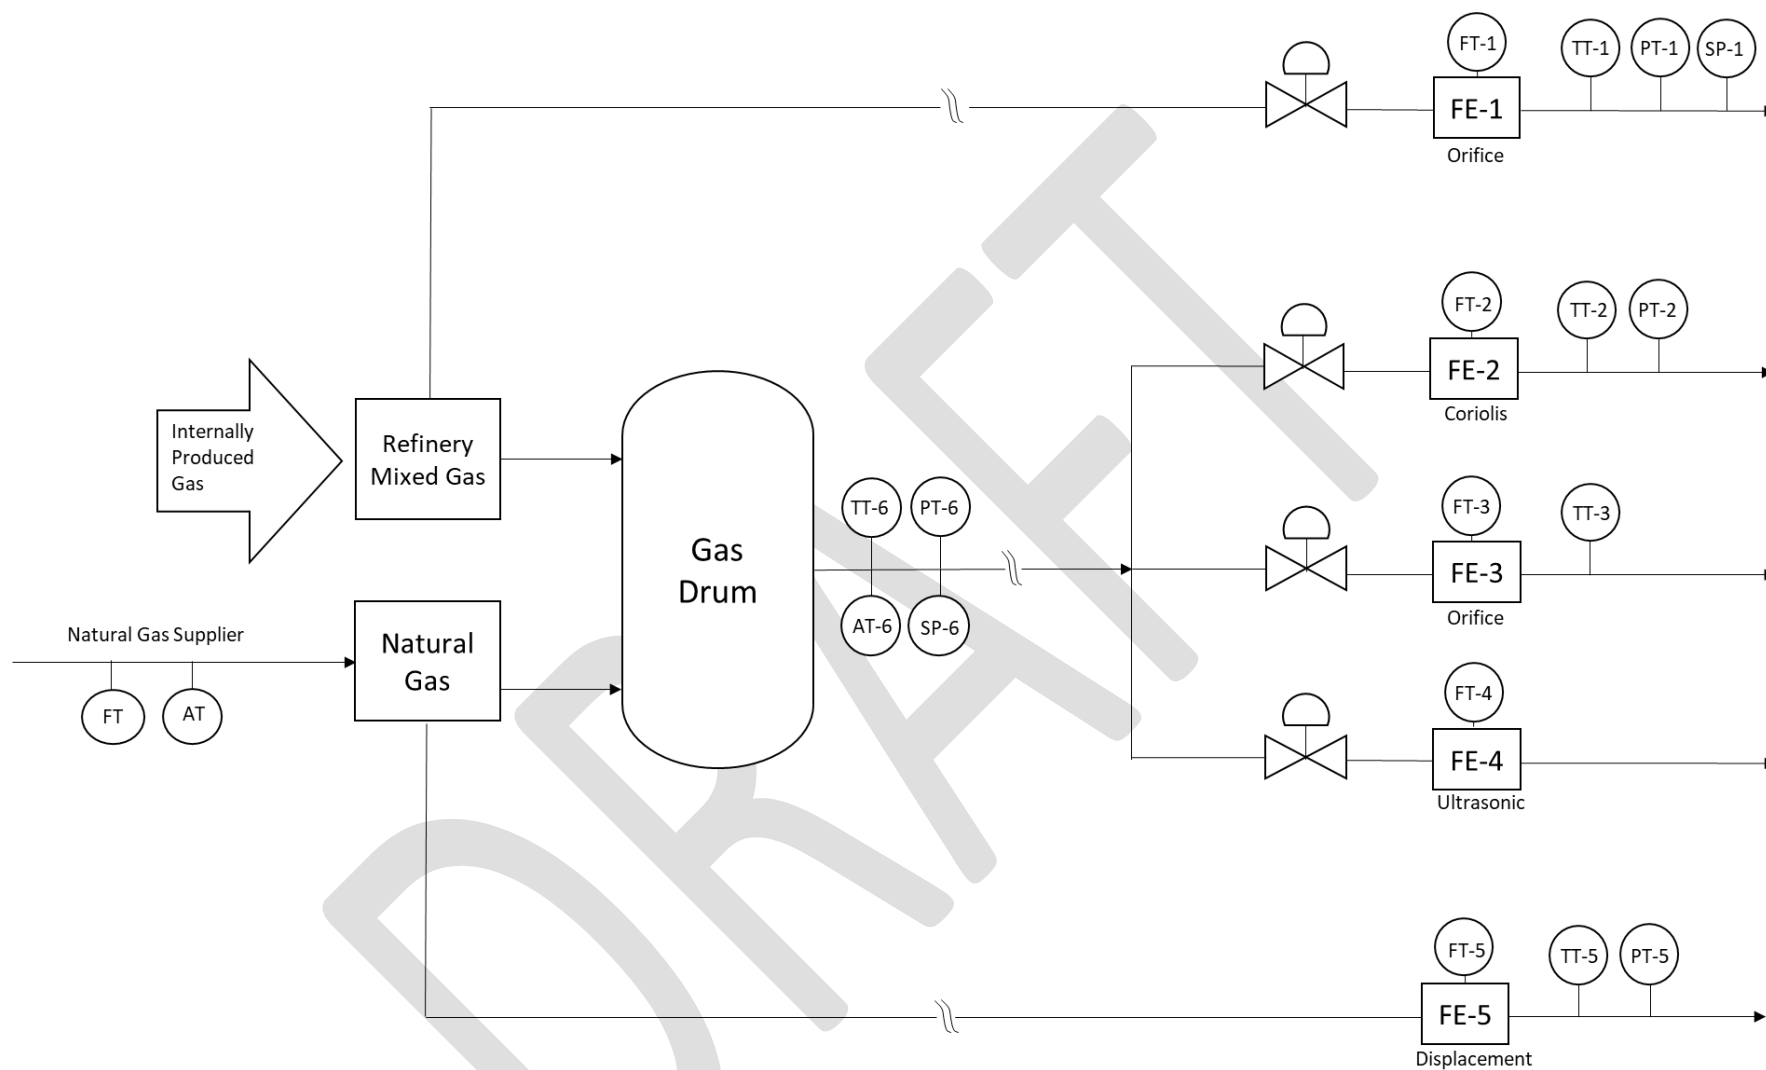 FT-1
TT-1
PT-1
SP-1
FE-1
Orifice
FT-2
TT-2
PT-2
FE-2
Coriolis
Internally
Produced
Gas
Refinery
Mixed Gas
Gas
Drum
TT-6
PT-6
AT-6
SP-6
FT-3
TT-3
FE-3
Orifice
Natural Gas Supplier
FT
AT
Natural
Gas
FT-4
FE-4
Ultrasonic
FT-5
TT-5
PT-5
FE-5
Displacement
DRAFT